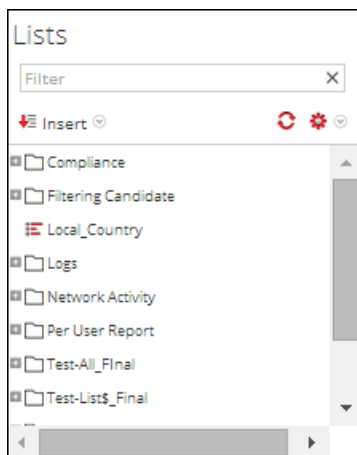 Lists
Filter
Insert
Compliance
Filtering Candidate
Local_Country
Logs
Network Activity
Per User Report
Test-All_FInal
Test-List$_Final